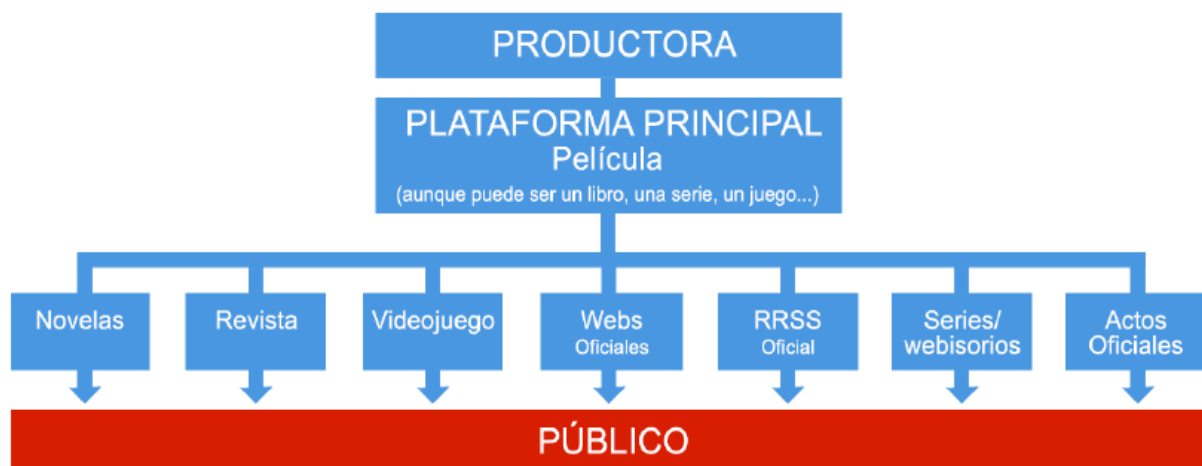 PRODUCTORA
PLATAFORMA PRINCIPAL
Película
(aunque puede ser un libro, una serie, un juego...)
Novelas
Revista
Videojuego
Webs
Oficiales
RRSS
Oficial
Series/
webisorios
Actos
Oficiales
PÚBLICO